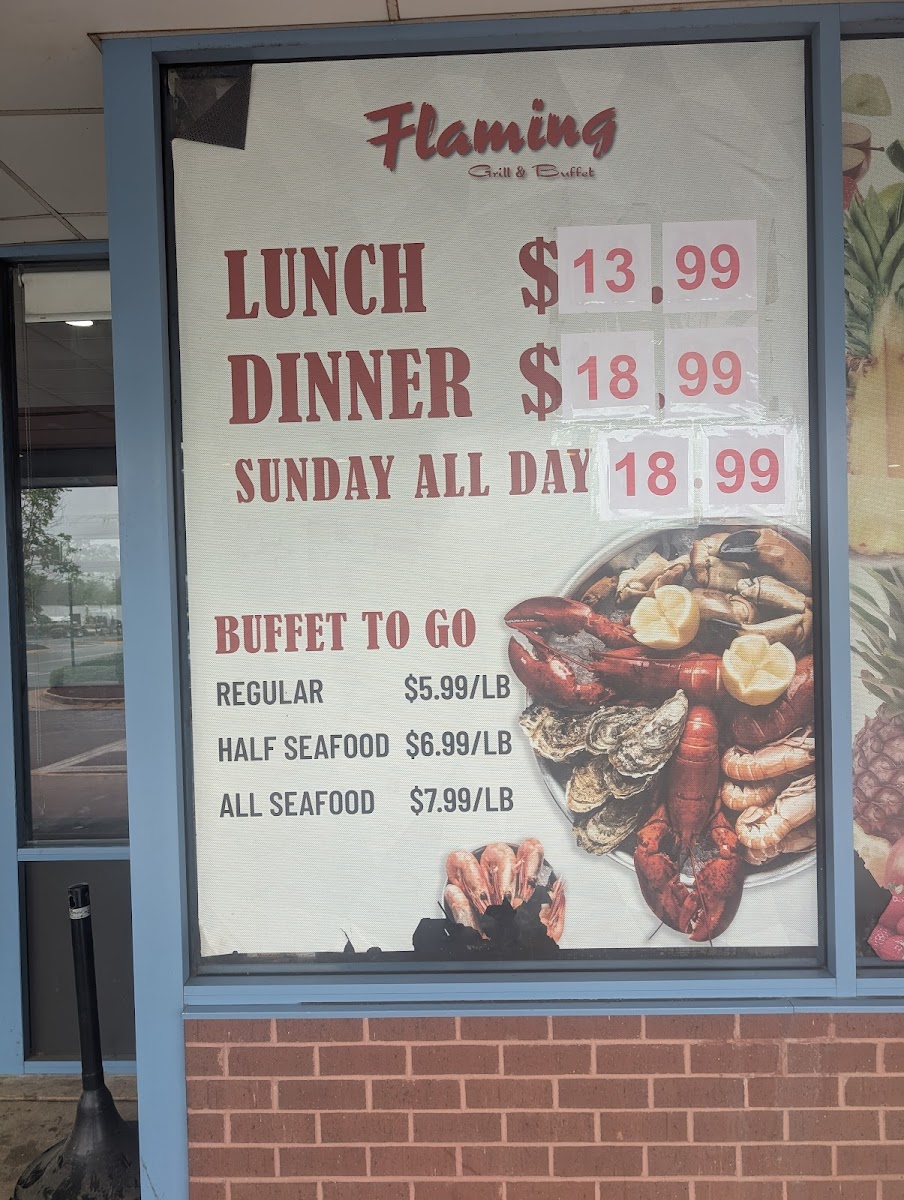 Flaming
Grill & Buffet
LUNCH $13.99
DINNER $18.99
SUNDAY ALL DAY 18.99
BUFFET TO GO
REGULAR $5.99/LB
HALF SEAFOOD $6.99/LB
ALL SEAFOOD $7.99/LB